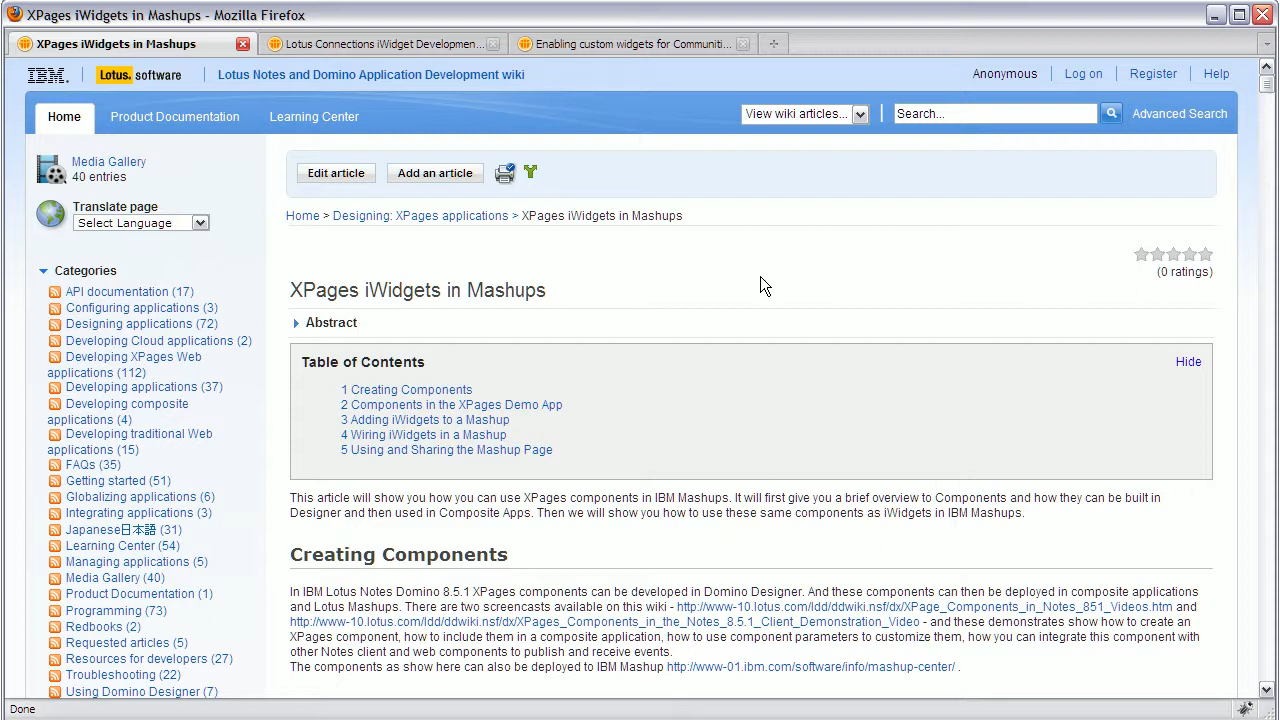 XPages iWidgets in Mashups - Mozilla Firefox
XPages iWidgets in Mashups
Lotus Connections iWidget Developmen...
Enabling custom widgets for Communiti...
IBM.
Lotus. software
Lotus Notes and Domino Application Development wiki
Anonymous
Log on
Register
Help
Home
Product Documentation
Learning Center
View wiki articles...
Search...
Advanced Search
Media Gallery
40 entries
Translate page
Select Language
Categories
API documentation (17)
Configuring applications (3)
Designing applications (72)
Developing Cloud applications (2)
Developing XPages Web
applications (112)
Developing applications (37)
Developing composite
applications (4)
Developing traditional Web
applications (15)
FAQs (35)
Getting started (51)
Globalizing applications (6)
Integrating applications (3)
Japanese日本語 (31)
Learning Center (54)
Managing applications (5)
Media Gallery (40)
Product Documentation (1)
Programming (73)
Redbooks (2)
Requested articles (5)
Resources for developers (27)
Troubleshooting (22)
Using Domino Designer (7)
Edit article
Add an article
Home > Designing: XPages applications > XPages iWidgets in Mashups
(0 ratings)
XPages iWidgets in Mashups
Abstract
Table of Contents
Hide
1 Creating Components
2 Components in the XPages Demo App
3 Adding iWidgets to a Mashup
4 Wiring iWidgets in a Mashup
5 Using and Sharing the Mashup Page
This article will show you how you can use XPages components in IBM Mashups. It will first give you a brief overview to Components and how they can be built in
Designer and then used in Composite Apps. Then we will show you how to use these same components as iWidgets in IBM Mashups.
Creating Components
In IBM Lotus Notes Domino 8.5.1 XPages components can be developed in Domino Designer. And these components can then be deployed in composite applications
and Lotus Mashups. There are two screencasts available on this wiki - http://www-10.lotus.com/ldd/ddwiki.nsf/dx/XPage_Components_in_Notes_851_Videos.htm and
http://www-10.lotus.com/ldd/ddwiki.nsf/dx/XPages_Components_in_the_Notes_8.5.1_Client_Demonstration_Video - and these demonstrates show how to create an
XPages component, how to include them in a composite application, how to use component parameters to customize them, how you can integrate this component with
other Notes client and web components to publish and receive events.
The components as show here can also be deployed to IBM Mashup http://www-01.ibm.com/software/info/mashup-center/ .
Done